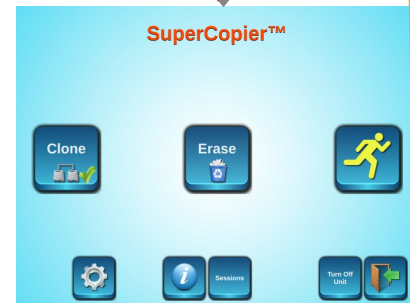 SuperCopier™
Clone
Erase
Sessions
Turn Off
Unit